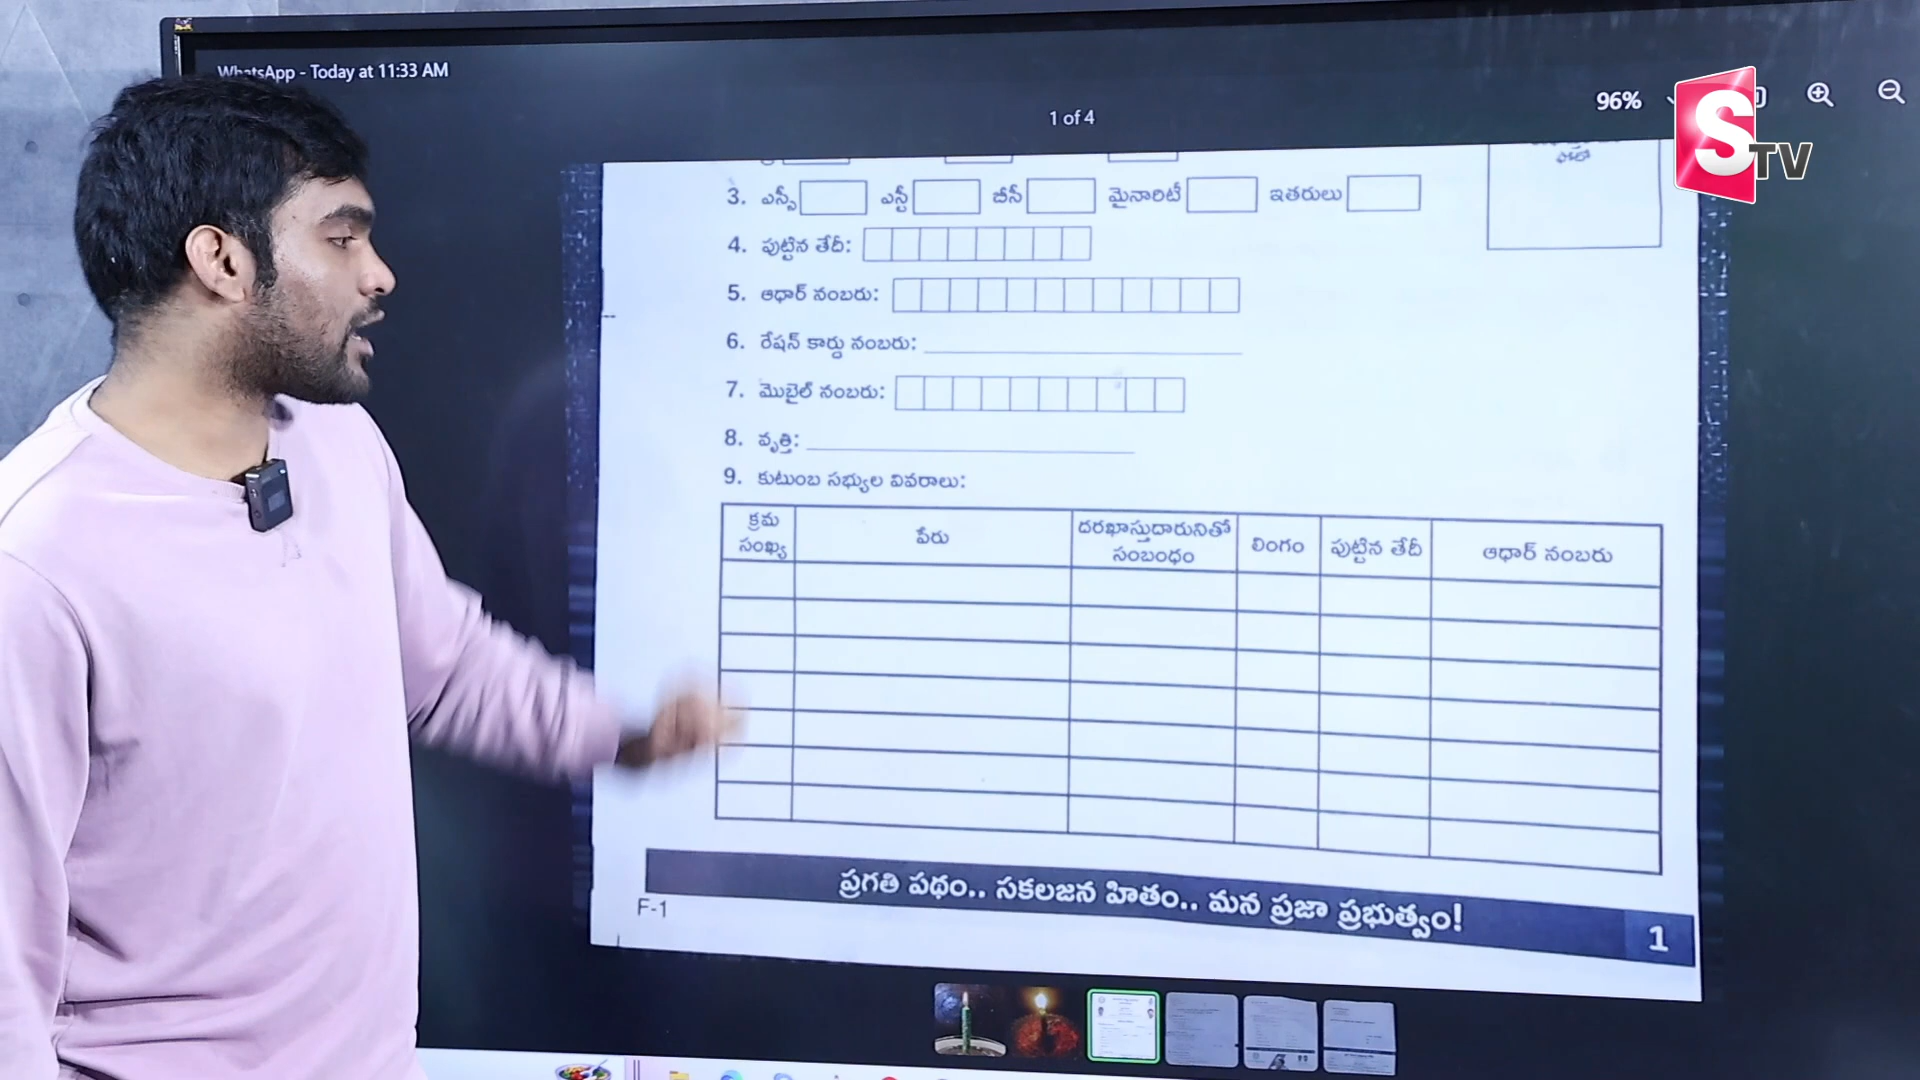 WhatsApp - Today at 11:33 AM
96%
S TV
1 of 4
ఫోటో
3. ఎస్సీ ఎస్టీ బీసీ మైనారిటీ ఇతరులు
4. పుట్టిన తేదీ:
5. ఆధార్ నంబరు:
6. రేషన్ కార్డు నంబరు:
7. మొబైల్ నంబరు:
8. వృత్తి:
9. కుటుంబ సభ్యుల వివరాలు:
క్రమ సంఖ్య పేరు దరఖాస్తుదారునితో సంబంధం లింగం పుట్టిన తేదీ ఆధార్ నంబరు
ప్రగతి పథం.. సకలజన హితం.. మన ప్రజా ప్రభుత్వం!
F-1
1